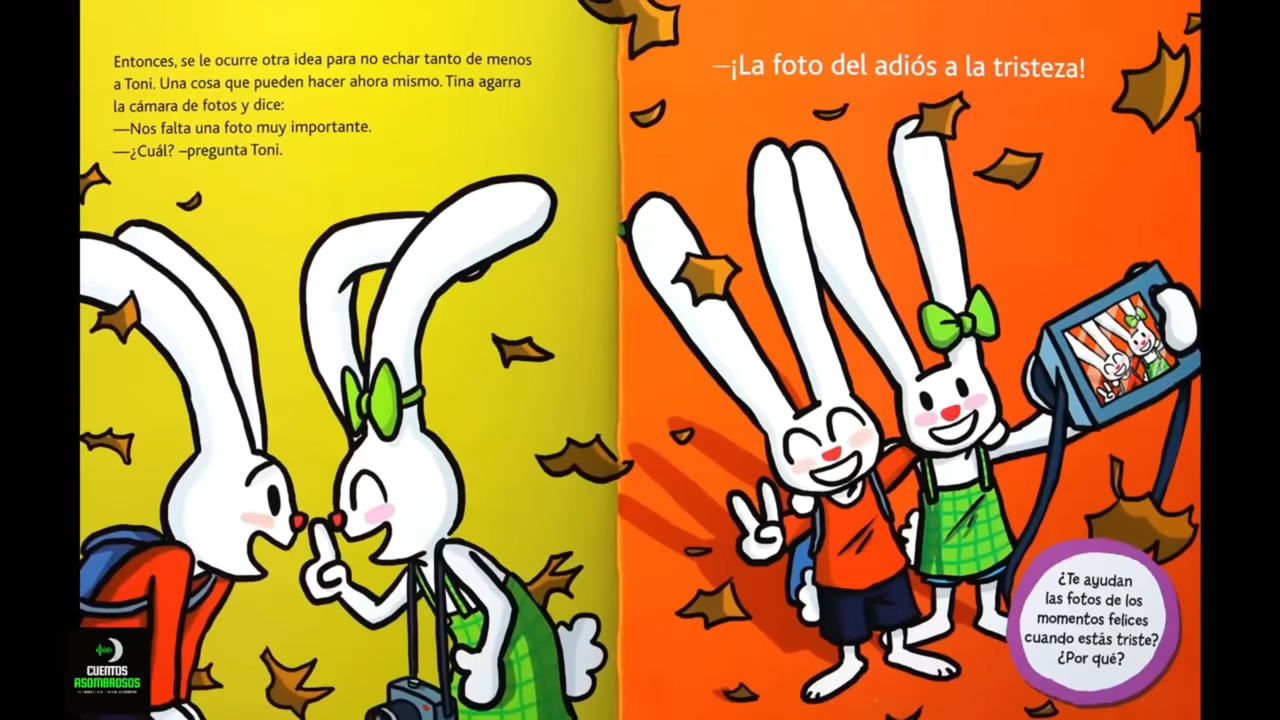 Entonces, se le ocurre otra idea para no echar tanto de menos
a Toni. Una cosa que pueden hacer ahora mismo. Tina agarra
la cámara de fotos y dice:
—Nos falta una foto muy importante.
—¿Cuál? –pregunta Toni.
—¡La foto del adiós a la tristeza!
¿Te ayudan
las fotos de los
momentos felices
cuando estás triste?
¿Por qué?
CUENTOS
ASOMBROSOS